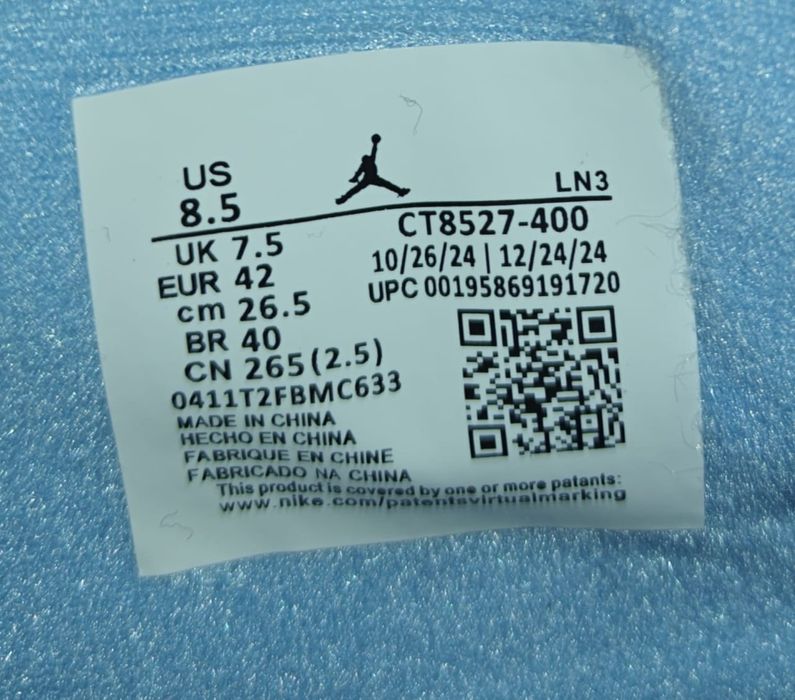 US
8.5
LN3
UK 7.5
CT8527-400
EUR 42
10/26/24 | 12/24/24
cm 26.5
UPC 00195869191720
BR 40
CN 265(2.5)
0411T2FBMC633
MADE IN CHINA
HECHO EN CHINA
FABRIQUE EN CHINE
FABRICADO NA CHINA
This product is covered by one or more patants:
www.nike.com/patentsvirtualmarking